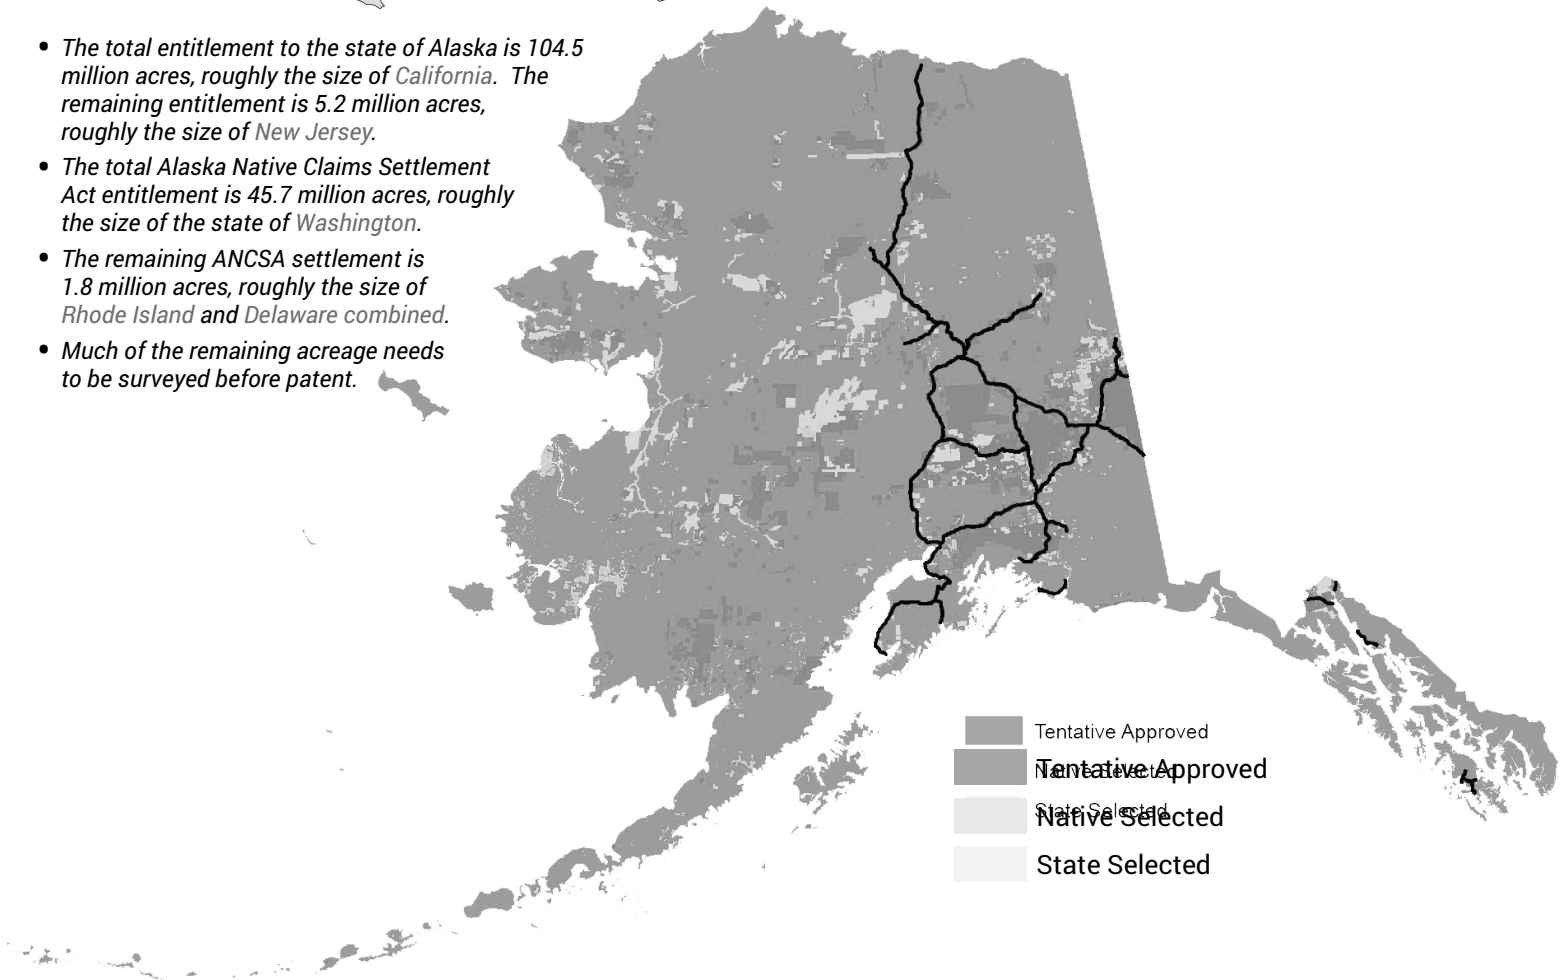 • The total entitlement to the state of Alaska is 104.5
million acres, roughly the size of California. The
remaining entitlement is 5.2 million acres,
roughly the size of New Jersey.
• The total Alaska Native Claims Settlement
Act entitlement is 45.7 million acres, roughly
the size of the state of Washington.
• The remaining ANCSA settlement is
1.8 million acres, roughly the size of
Rhode Island and Delaware combined.
• Much of the remaining acreage needs
to be surveyed before patent.
Tentative Approved
Tentative Approved
Native Selected
State Selected
Native Selected
State Selected